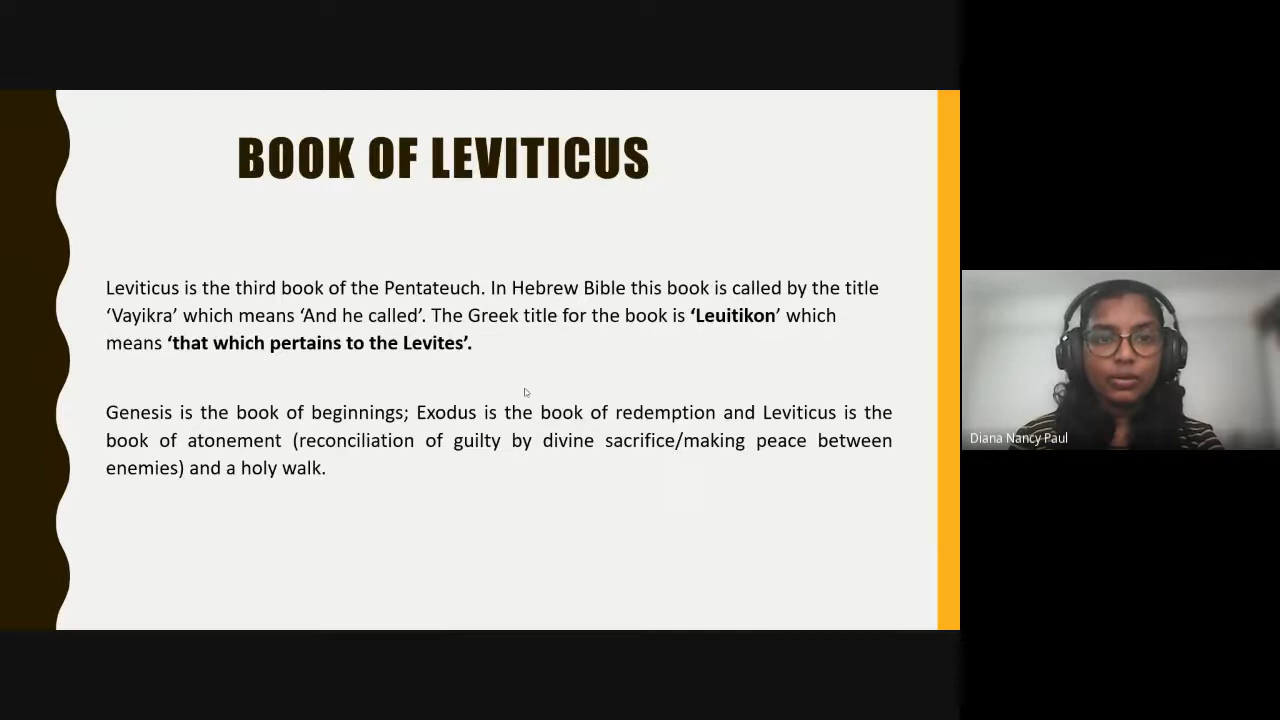 BOOK OF LEVITICUS
Leviticus is the third book of the Pentateuch. In Hebrew Bible this book is called by the title
‘Vayikra’ which means ‘And he called’. The Greek title for the book is ‘Leuitikon’ which
means ‘that which pertains to the Levites’.
Genesis is the book of beginnings; Exodus is the book of redemption and Leviticus is the
book of atonement (reconciliation of guilty by divine sacrifice/making peace between
enemies) and a holy walk.
Diana Nancy Paul